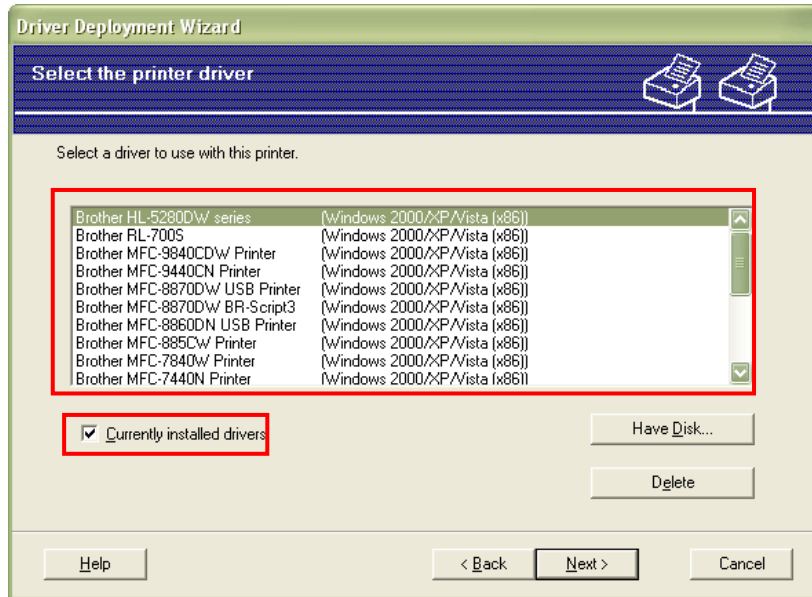 Driver Deployment Wizard
Select the printer driver
Select a driver to use with this printer.
Brother HL-5280DW series (Windows 2000/XP/Vista (x86))
Brother RL-700S (Windows 2000/XP/Vista (x86))
Brother MFC-9840CDW Printer (Windows 2000/XP/Vista (x86))
Brother MFC-9440CN Printer (Windows 2000/XP/Vista (x86))
Brother MFC-8870DW USB Printer (Windows 2000/XP/Vista (x86))
Brother MFC-8870DW BR-Script3 (Windows 2000/XP/Vista (x86))
Brother MFC-8860DN USB Printer (Windows 2000/XP/Vista (x86))
Brother MFC-885CW Printer (Windows 2000/XP/Vista (x86))
Brother MFC-7840W Printer (Windows 2000/XP/Vista (x86))
Brother MFC-7440N Printer (Windows 2000/XP/Vista (x86))
Currently installed drivers
Have Disk...
Delete
Help
< Back
Next >
Cancel